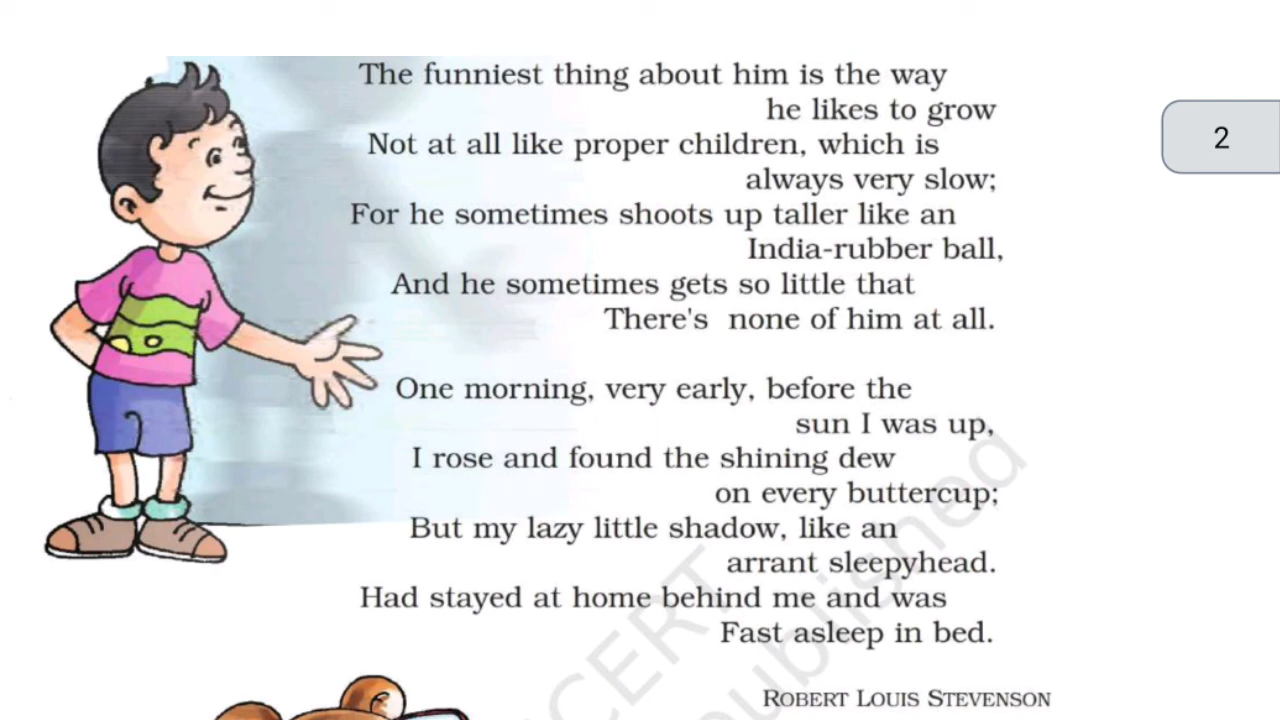 The funniest thing about him is the way
he likes to grow
Not at all like proper children, which is
always very slow;
For he sometimes shoots up taller like an
India-rubber ball,
And he sometimes gets so little that
There's none of him at all.
One morning, very early, before the
sun I was up,
I rose and found the shining dew
on every buttercup;
But my lazy little shadow, like an
arrant sleepyhead.
Had stayed at home behind me and was
Fast asleep in bed.
ROBERT LOUIS STEVENSON
2